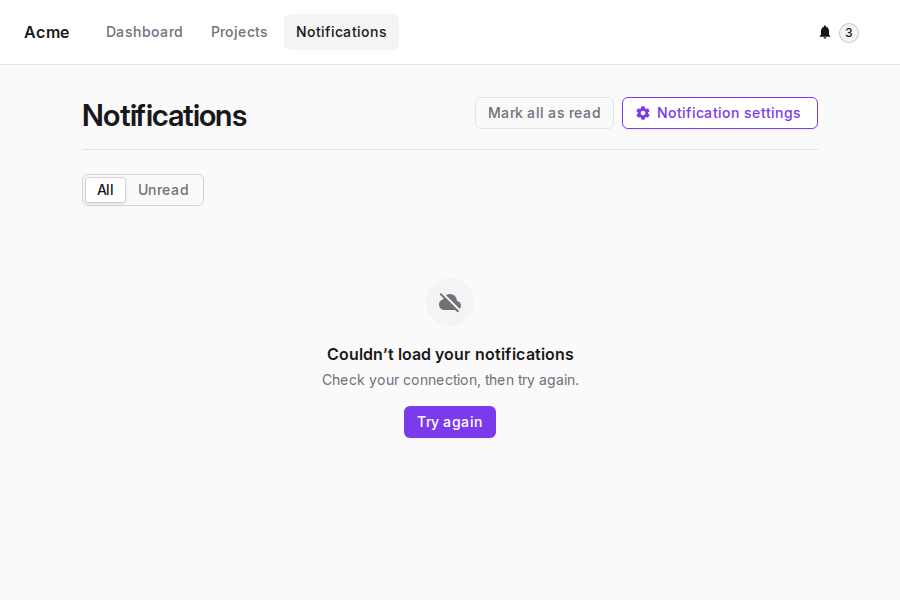 Acme Dashboard Projects Notifications 3
Notifications
Mark all as read Notification settings
All Unread
Couldn’t load your notifications
Check your connection, then try again.
Try again